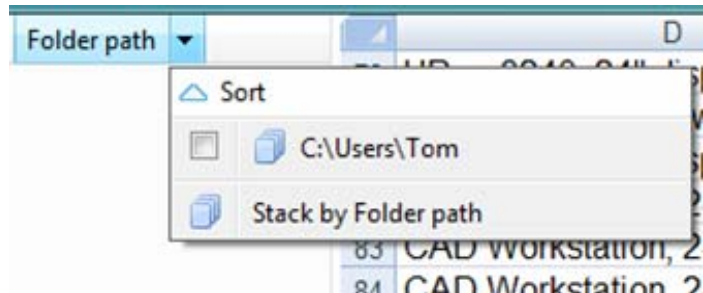 Folder path
D
Sort
C:\Users\Tom
Stack by Folder path
83 CAD Workstation, 2
84 CAD Workstation, 2